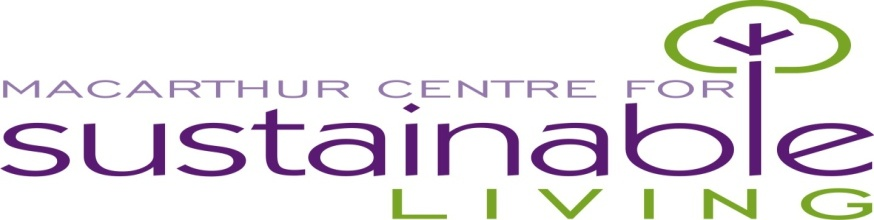 MACARTHUR CENTRE FOR
sustainable
LIVING